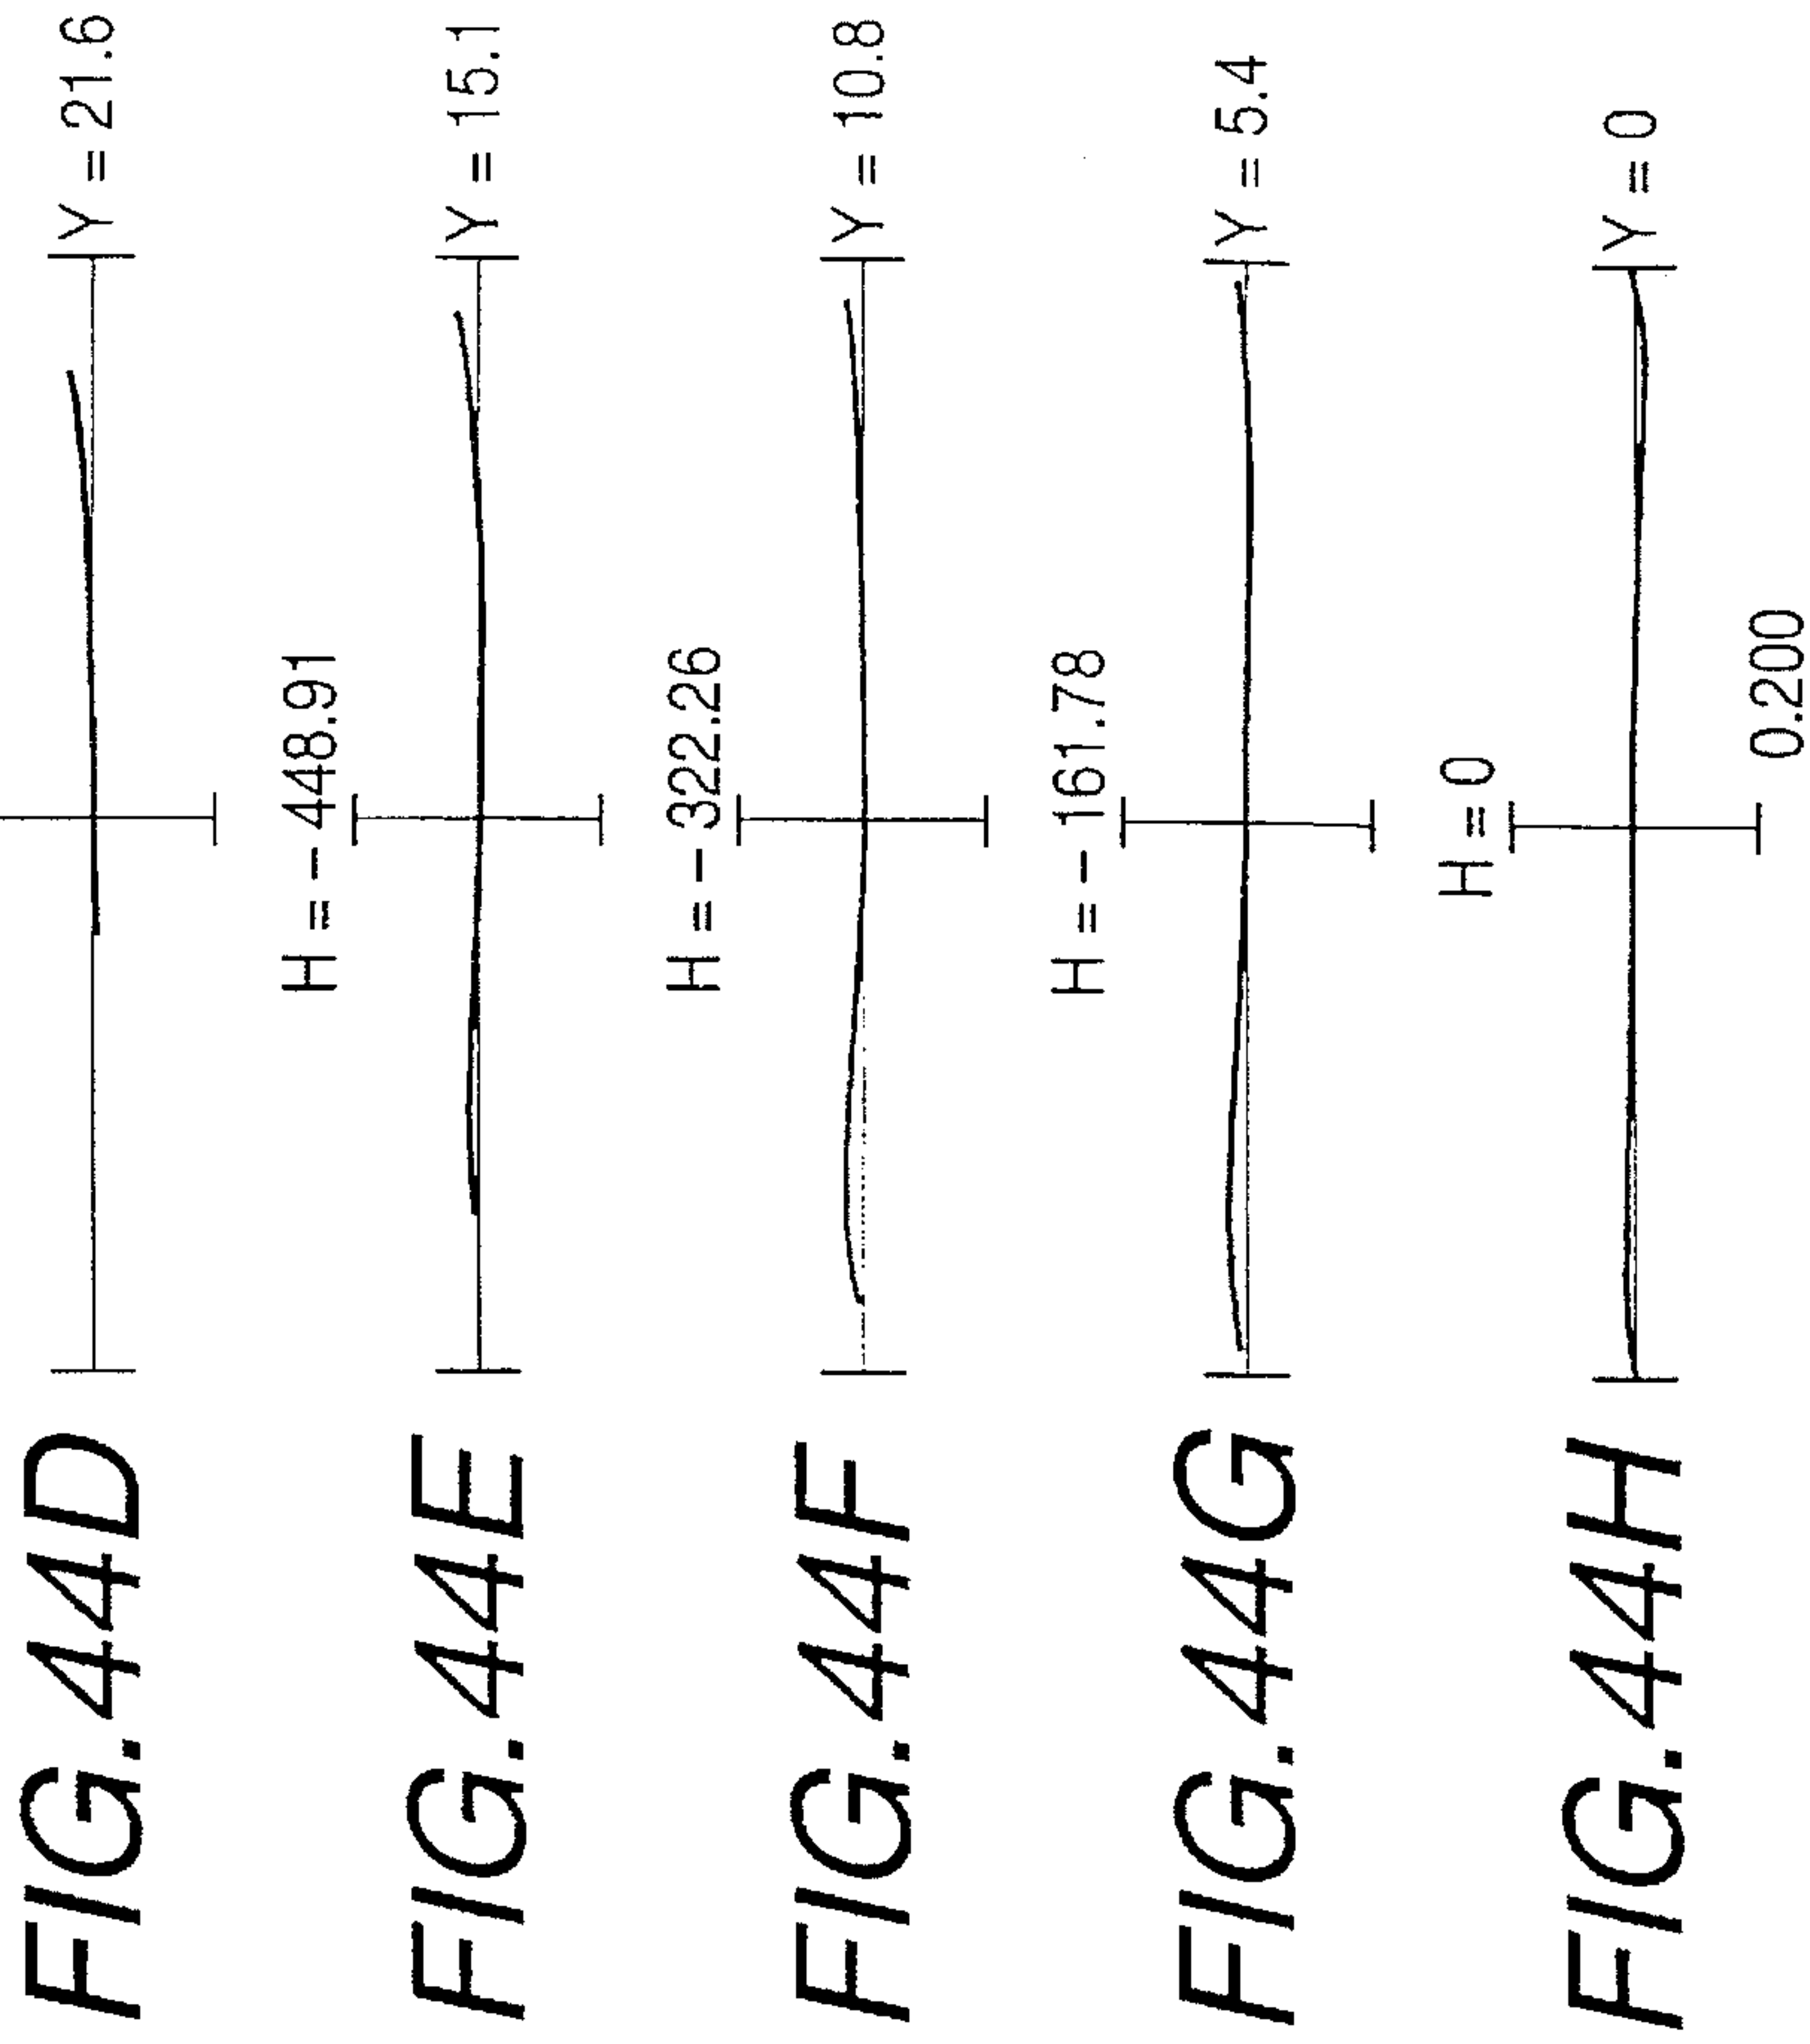 FIG.44D
Y = 21.6
H = - 448.91
FIG.44E
Y = 15.1
H = - 322.26
FIG.44F
Y = 10.8
H = - 161.78
FIG.44G
Y = 5.4
H = 0
FIG.44H
Y = 0
0.200